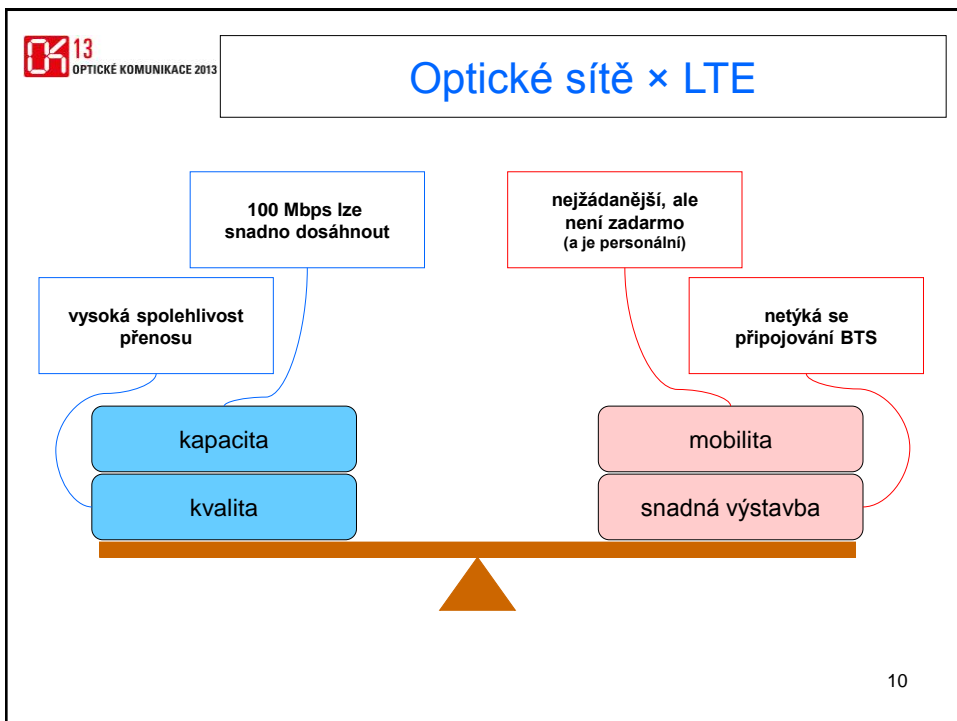 13
OPTICKÉ KOMUNIKACE 2013
Optické sítě × LTE
100 Mbps lze
snadno dosáhnout
nejžádanější, ale
není zadarmo
(a je personální)
vysoká spolehlivost
přenosu
netýká se
připojování BTS
kapacita
mobilita
kvalita
snadná výstavba
10